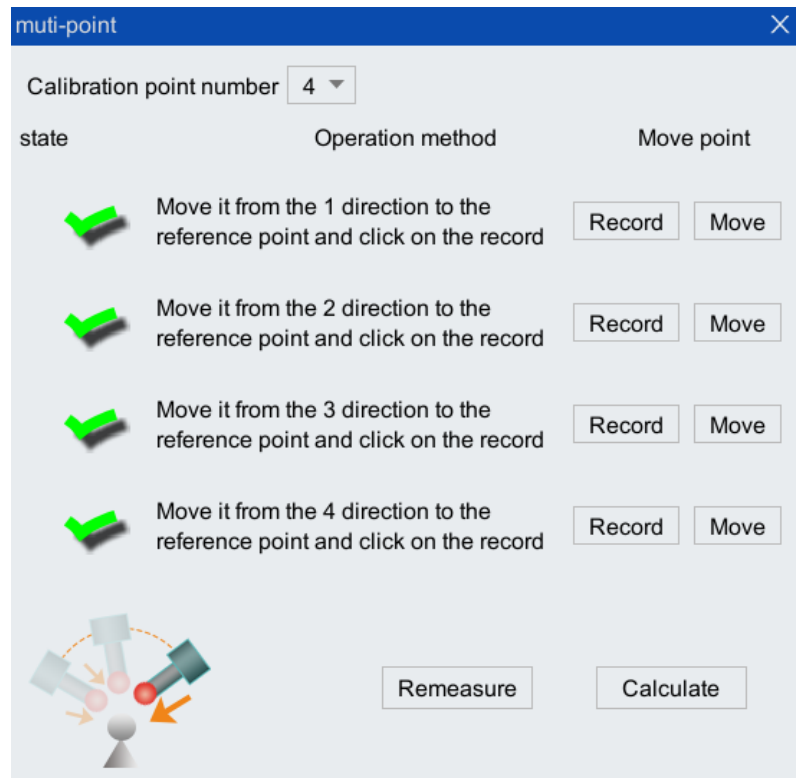 muti-point
Calibration point number 4
state Operation method Move point
Move it from the 1 direction to the
reference point and click on the record
Record Move
Move it from the 2 direction to the
reference point and click on the record
Record Move
Move it from the 3 direction to the
reference point and click on the record
Record Move
Move it from the 4 direction to the
reference point and click on the record
Record Move
Remeasure Calculate